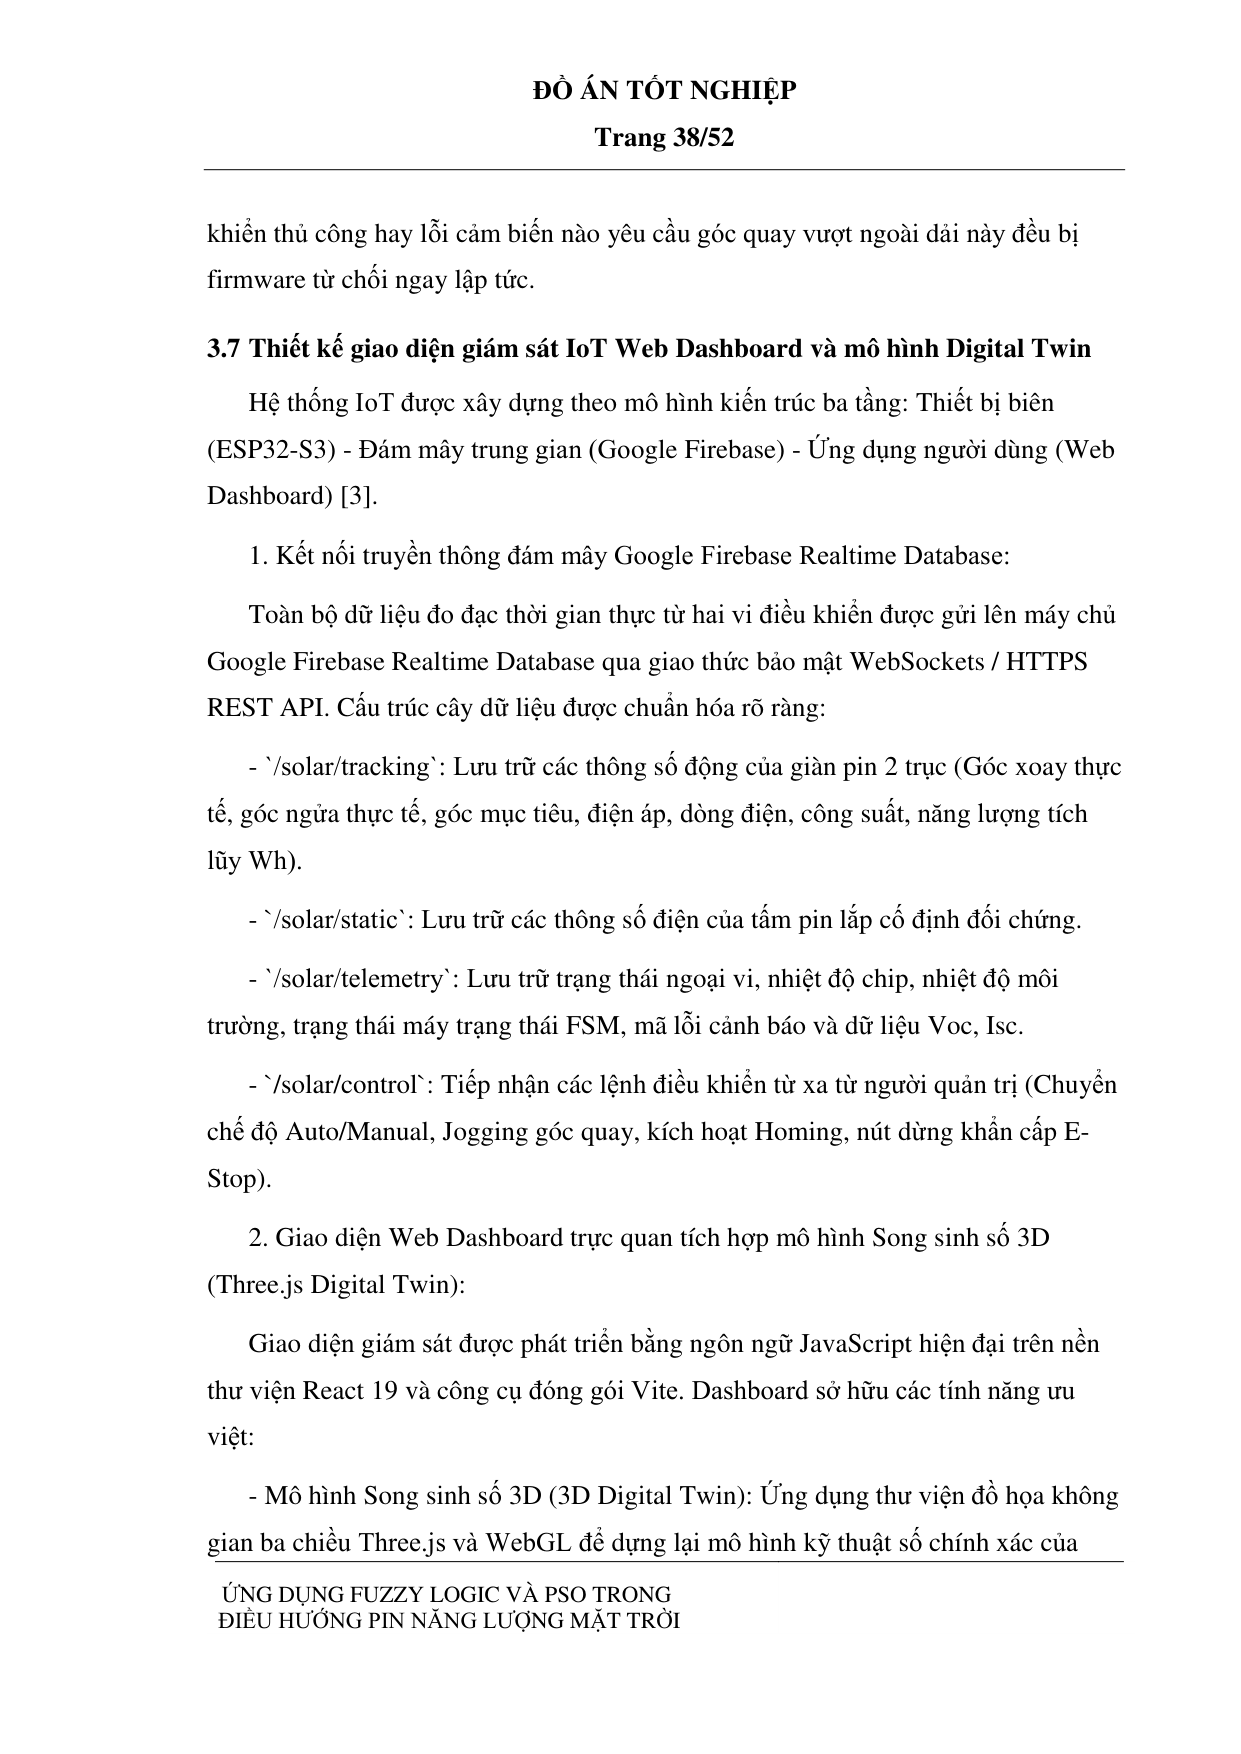 ĐỒ ÁN TỐT NGHIỆP
Trang 38/52
khiển thủ công hay lỗi cảm biến nào yêu cầu góc quay vượt ngoài dải này đều bị
firmware từ chối ngay lập tức.
3.7 Thiết kế giao diện giám sát IoT Web Dashboard và mô hình Digital Twin
Hệ thống IoT được xây dựng theo mô hình kiến trúc ba tầng: Thiết bị biên
(ESP32-S3) - Đám mây trung gian (Google Firebase) - Ứng dụng người dùng (Web
Dashboard) [3].
1. Kết nối truyền thông đám mây Google Firebase Realtime Database:
Toàn bộ dữ liệu đo đạc thời gian thực từ hai vi điều khiển được gửi lên máy chủ
Google Firebase Realtime Database qua giao thức bảo mật WebSockets / HTTPS
REST API. Cấu trúc cây dữ liệu được chuẩn hóa rõ ràng:
- `/solar/tracking`: Lưu trữ các thông số động của giàn pin 2 trục (Góc xoay thực
tế, góc ngửa thực tế, góc mục tiêu, điện áp, dòng điện, công suất, năng lượng tích
lũy Wh).
- `/solar/static`: Lưu trữ các thông số điện của tấm pin lắp cố định đối chứng.
- `/solar/telemetry`: Lưu trữ trạng thái ngoại vi, nhiệt độ chip, nhiệt độ môi
trường, trạng thái máy trạng thái FSM, mã lỗi cảnh báo và dữ liệu Voc, Isc.
- `/solar/control`: Tiếp nhận các lệnh điều khiển từ xa từ người quản trị (Chuyển
chế độ Auto/Manual, Jogging góc quay, kích hoạt Homing, nút dừng khẩn cấp E-
Stop).
2. Giao diện Web Dashboard trực quan tích hợp mô hình Song sinh số 3D
(Three.js Digital Twin):
Giao diện giám sát được phát triển bằng ngôn ngữ JavaScript hiện đại trên nền
thư viện React 19 và công cụ đóng gói Vite. Dashboard sở hữu các tính năng ưu
việt:
- Mô hình Song sinh số 3D (3D Digital Twin): Ứng dụng thư viện đồ họa không
gian ba chiều Three.js và WebGL để dựng lại mô hình kỹ thuật số chính xác của
ỨNG DỤNG FUZZY LOGIC VÀ PSO TRONG
ĐIỀU HƯỚNG PIN NĂNG LƯỢNG MẶT TRỜI